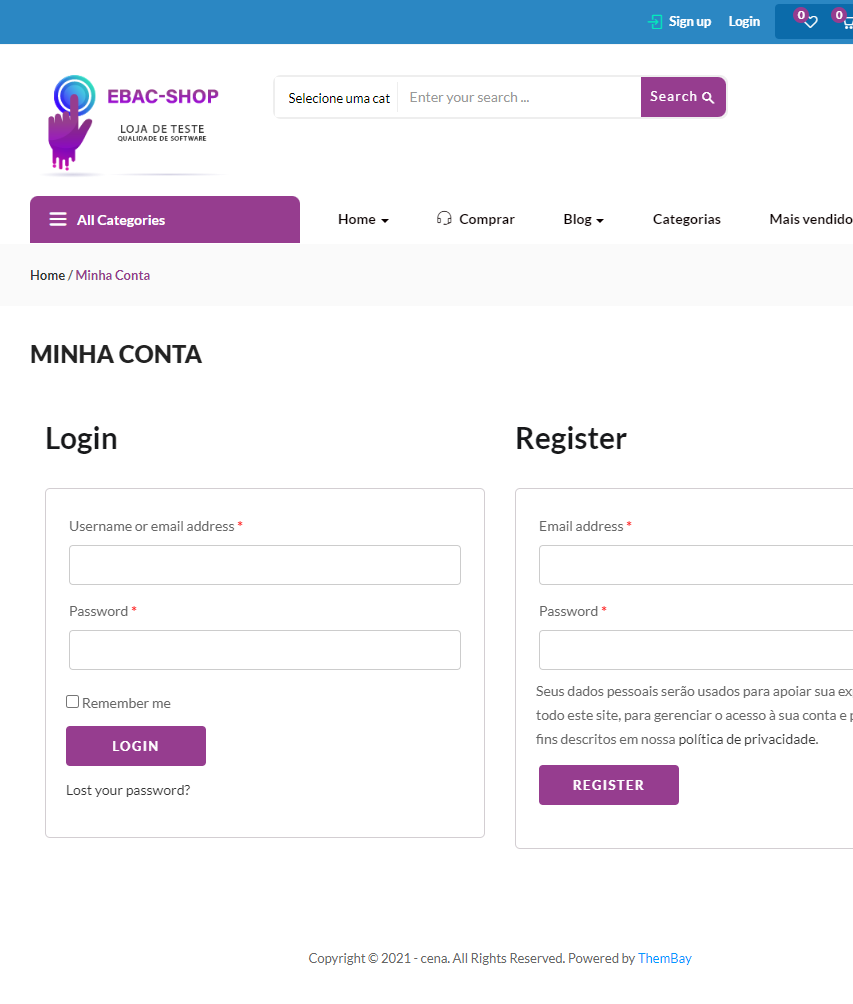 Sign up Login 0 0
EBAC-SHOP
LOJA DE TESTE
QUALIDADE DE SOFTWARE
Selecione uma cat Enter your search ... Search
All Categories Home Comprar Blog Categorias Mais vendido
Home / Minha Conta
MINHA CONTA
Login
Username or email address *
Password *
Remember me
LOGIN
Lost your password?
Register
Email address *
Password *
Seus dados pessoais serão usados para apoiar sua ex
todo este site, para gerenciar o acesso à sua conta e p
fins descritos em nossa política de privacidade.
REGISTER
Copyright © 2021 - cena. All Rights Reserved. Powered by ThemBay